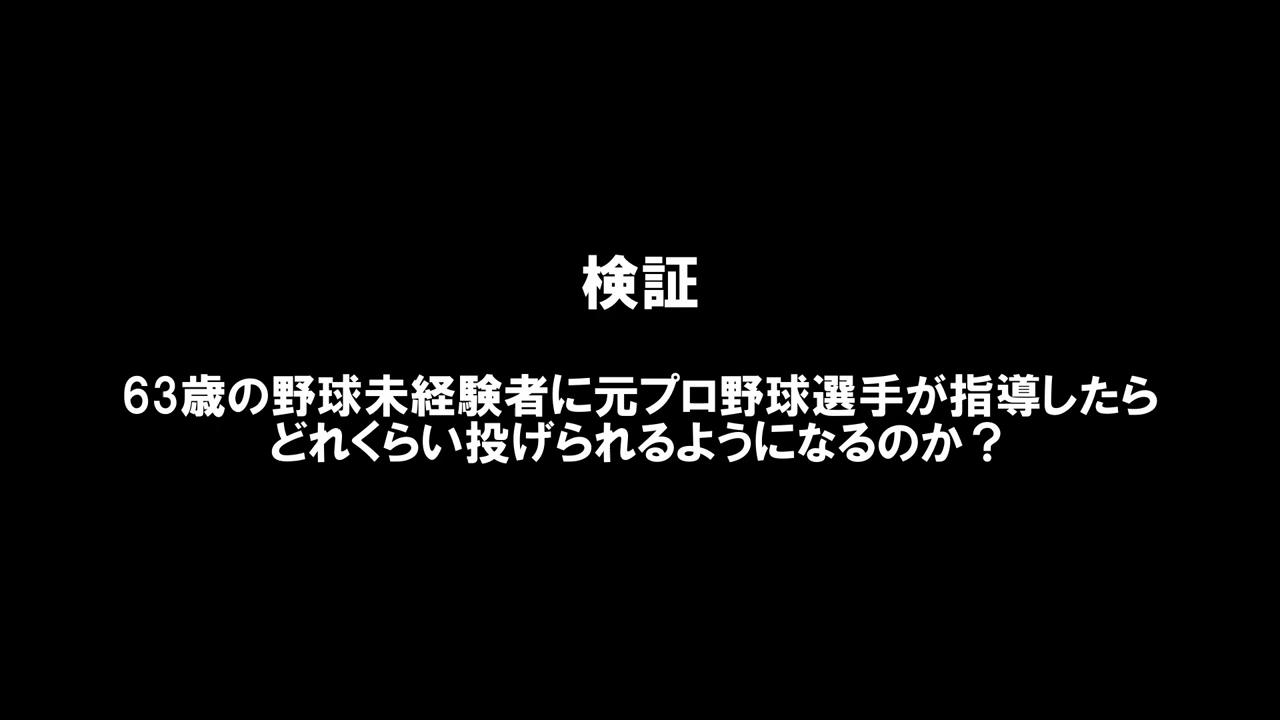 検証
63歳の野球未経験者に元プロ野球選手が指導したら
どれくらい投げられるようになるのか？